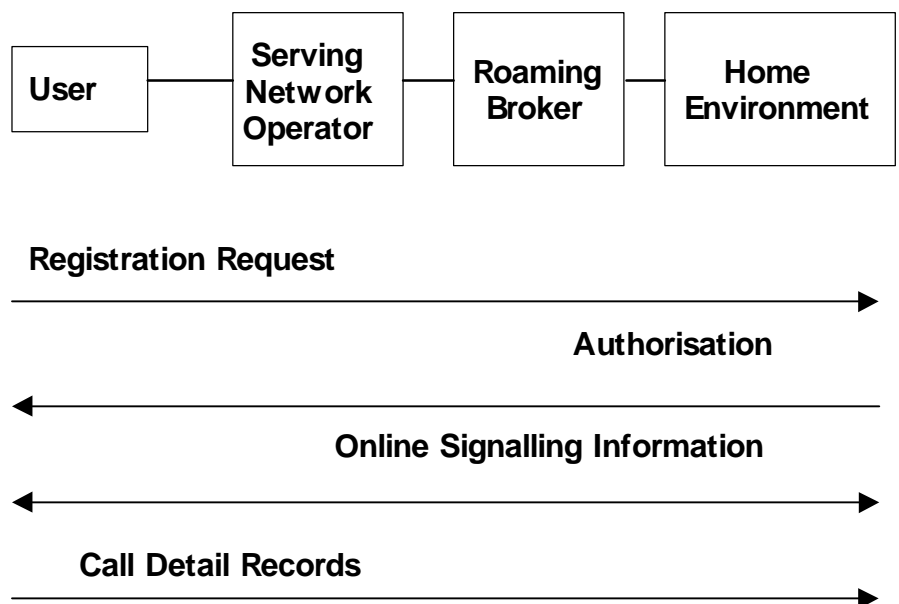 User
Serving
Network
Operator
Roaming
Broker
Home
Environment
Registration Request
Authorisation
Online Signalling Information
Call Detail Records